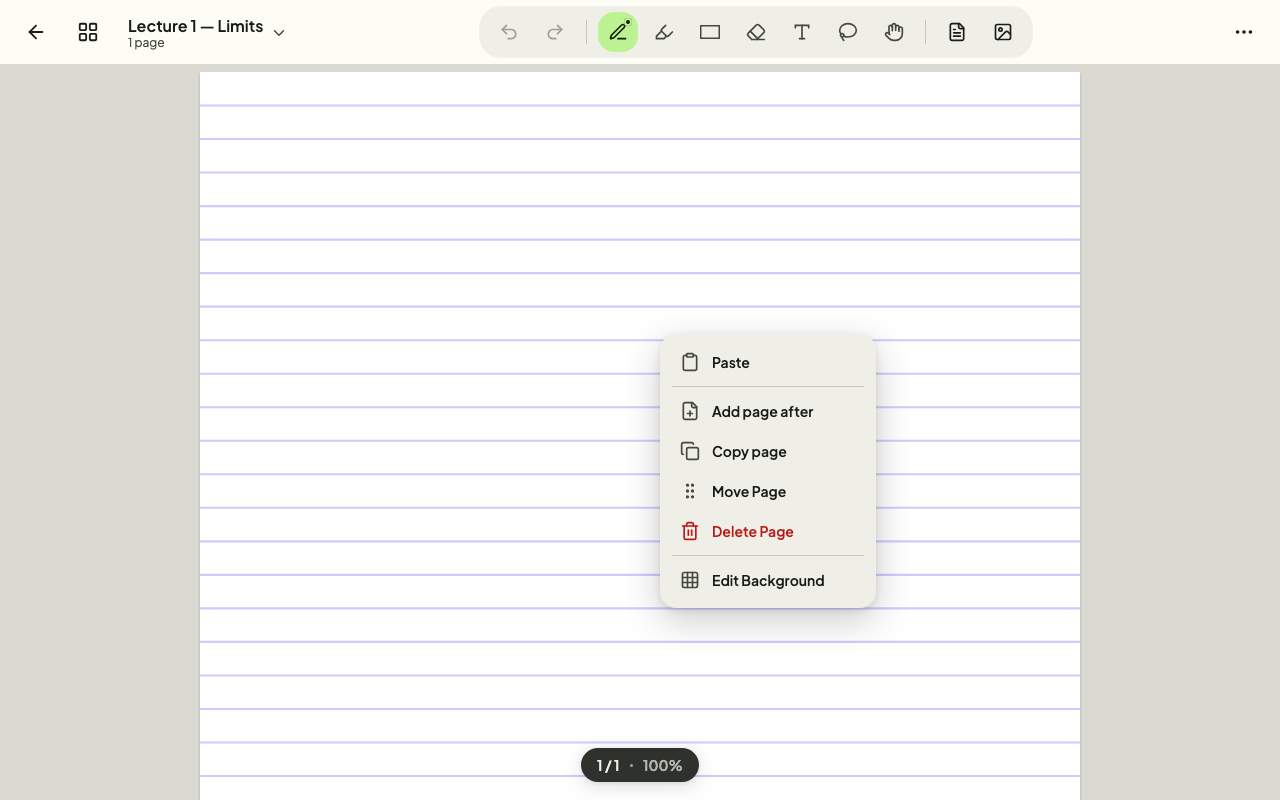 Lecture 1 — Limits
1 page
Paste
Add page after
Copy page
Move Page
Delete Page
Edit Background
1 / 1 · 100%